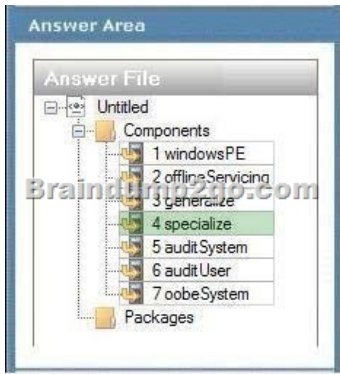 Answer Area
Answer File
Untitled
Components
1 windowsPE
2 offlineServicing
Braindump2go.com
3 generalize
4 specialize
5 auditSystem
6 auditUser
7 oobeSystem
Packages